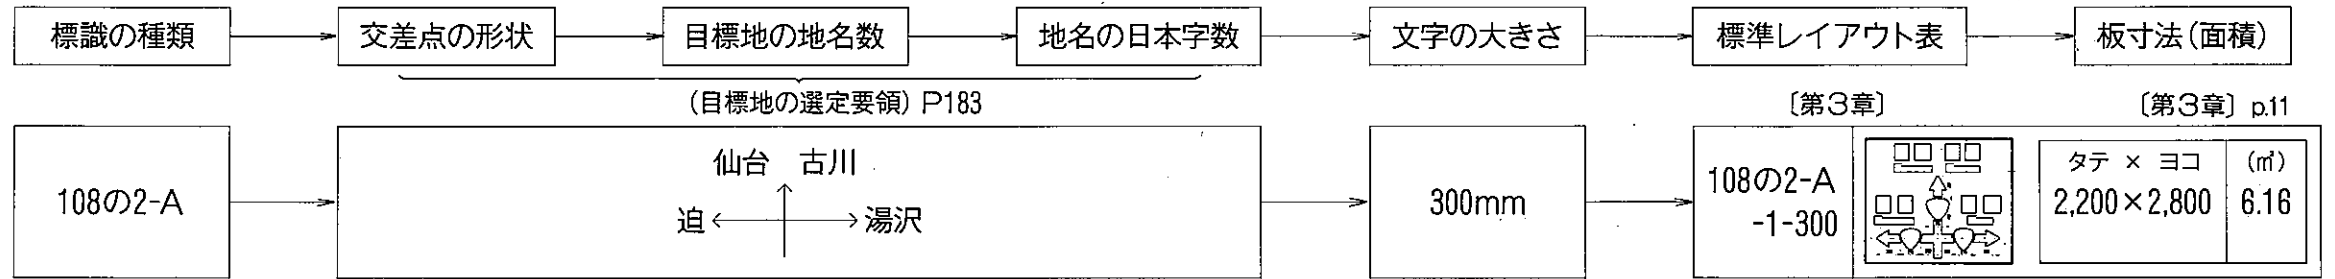 標識の種類 交差点の形状 目標地の地名数 地名の日本字数 文字の大きさ 標準レイアウト表 板寸法(面積)
(目標地の選定要領) P183 〔第3章〕 〔第3章〕 p.11
108の2-A
仙台 古川
迫 湯沢
300mm
108の2-A
-1-300
タテ × ヨコ (㎡)
2,200×2,800 6.16